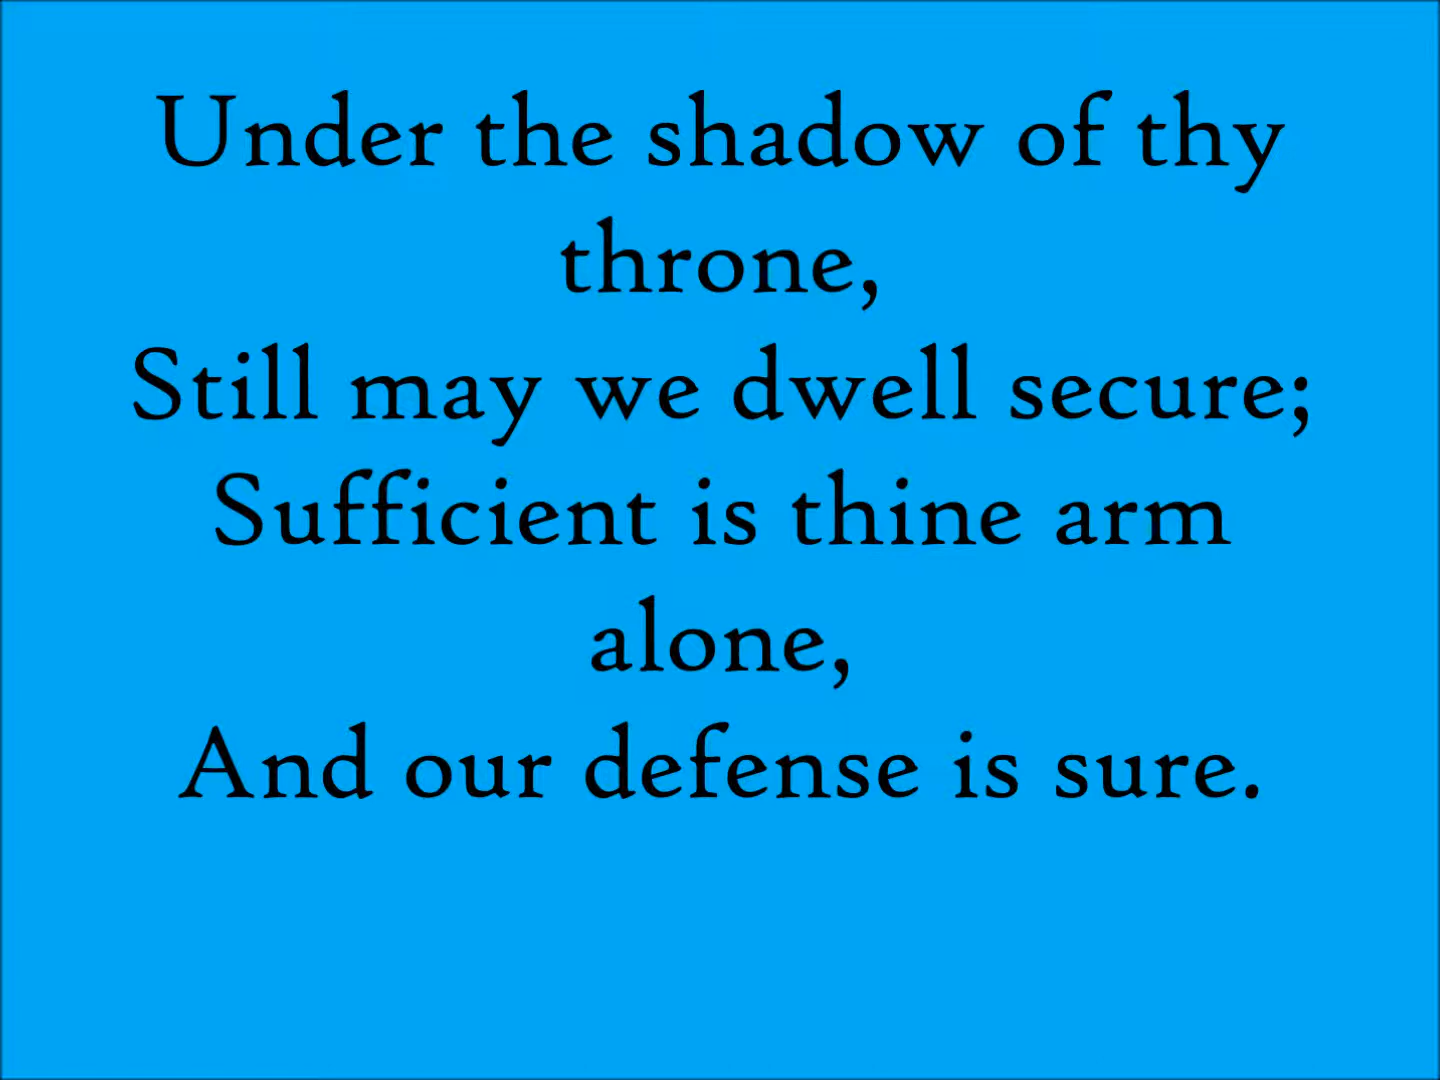 Under the shadow of thy
throne,
Still may we dwell secure;
Sufficient is thine arm
alone,
And our defense is sure.